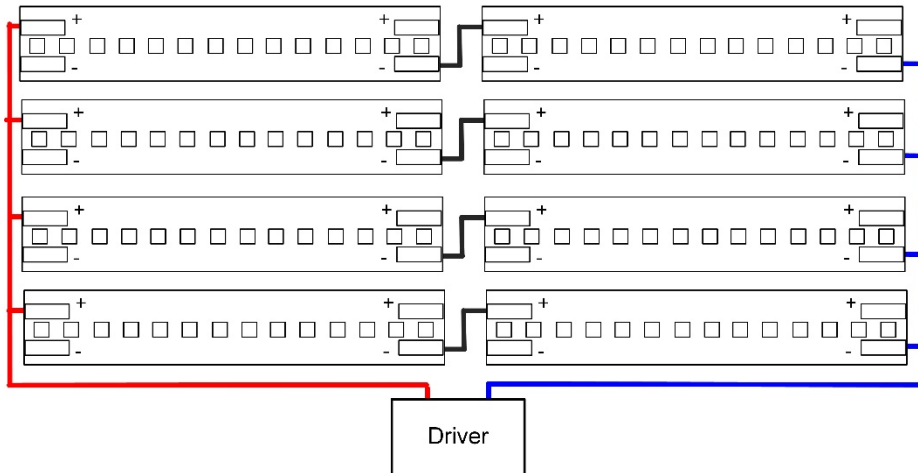 + + + +
- - - -
+ + + +
- - - -
+ + + +
- - - -
+ + + +
- - - -
Driver